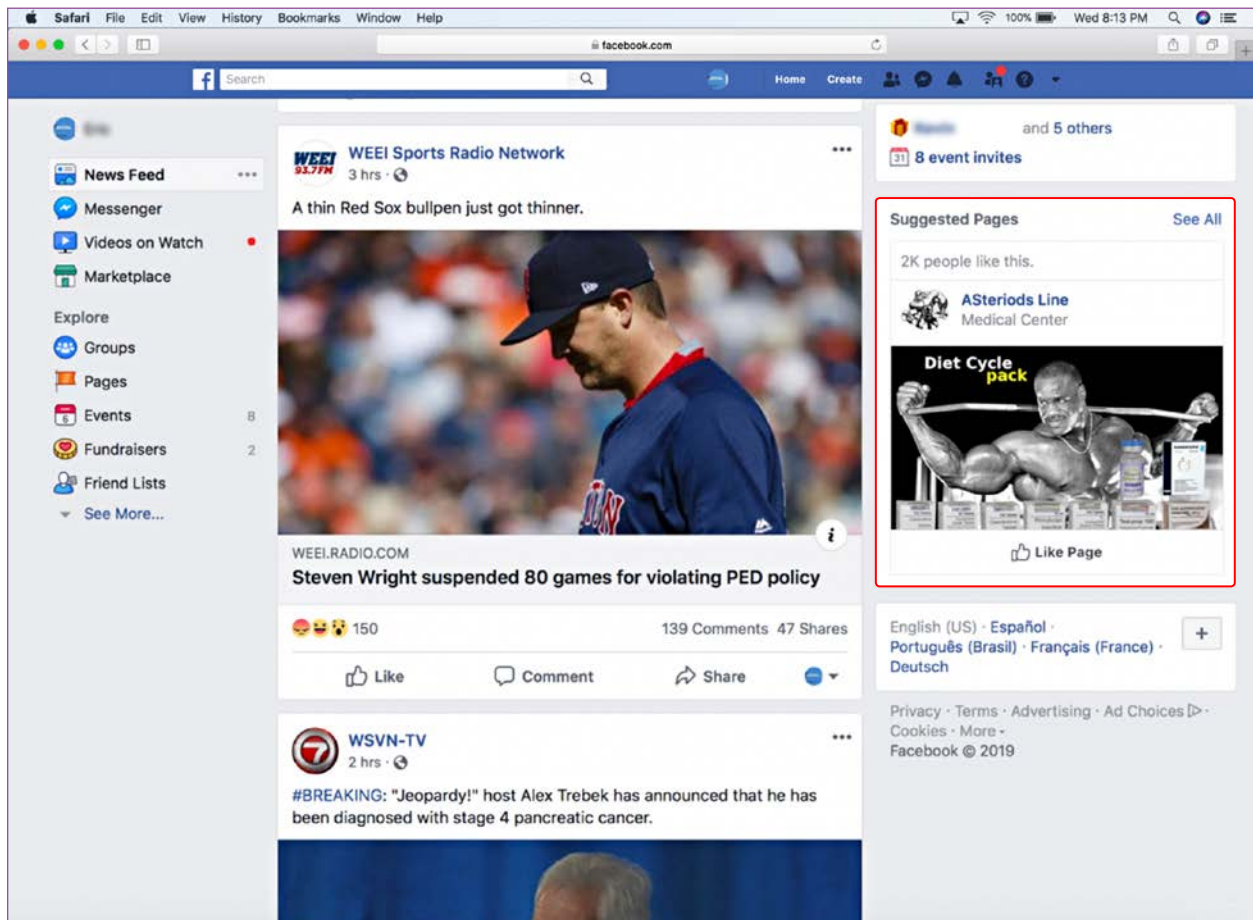 Safari File Edit View History Bookmarks Window Help
100% Wed 8:13 PM
facebook.com
f Search
Home Create
News Feed
Messenger
Videos on Watch
Marketplace
Explore
Groups
Pages
Events 8
Fundraisers 2
Friend Lists
See More...
WEEI
93.7FM
WEEI Sports Radio Network
3 hrs ·
A thin Red Sox bullpen just got thinner.
WEEI.RADIO.COM
Steven Wright suspended 80 games for violating PED policy
150
139 Comments 47 Shares
Like Comment Share
7
WSVN-TV
2 hrs ·
#BREAKING: "Jeopardy!" host Alex Trebek has announced that he has
been diagnosed with stage 4 pancreatic cancer.
and 5 others
31 8 event invites
Suggested Pages See All
2K people like this.
ASteriods Line
Medical Center
Diet Cycle
pack
Like Page
English (US) · Español ·
Português (Brasil) · Français (France) ·
Deutsch
Privacy · Terms · Advertising · Ad Choices ·
Cookies · More
Facebook © 2019